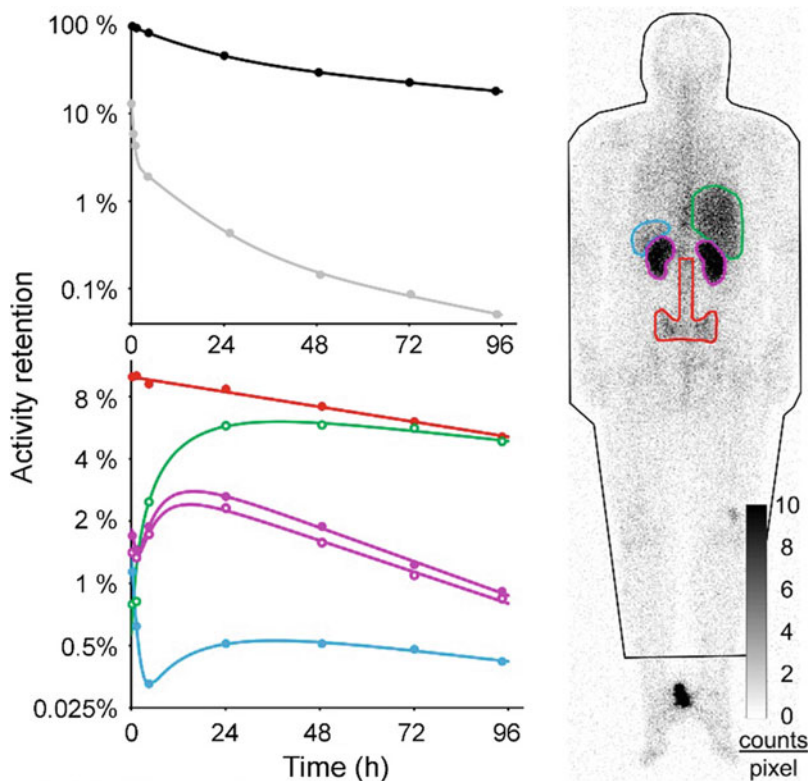 100 %
10 %
1 %
0.1%
0 24 48 72 96
Activity retention
8 %
4 %
2 %
1 %
0.5%
0.025%
0 24 48 72 96
Time (h)
10
8
6
4
2
0
counts
pixel